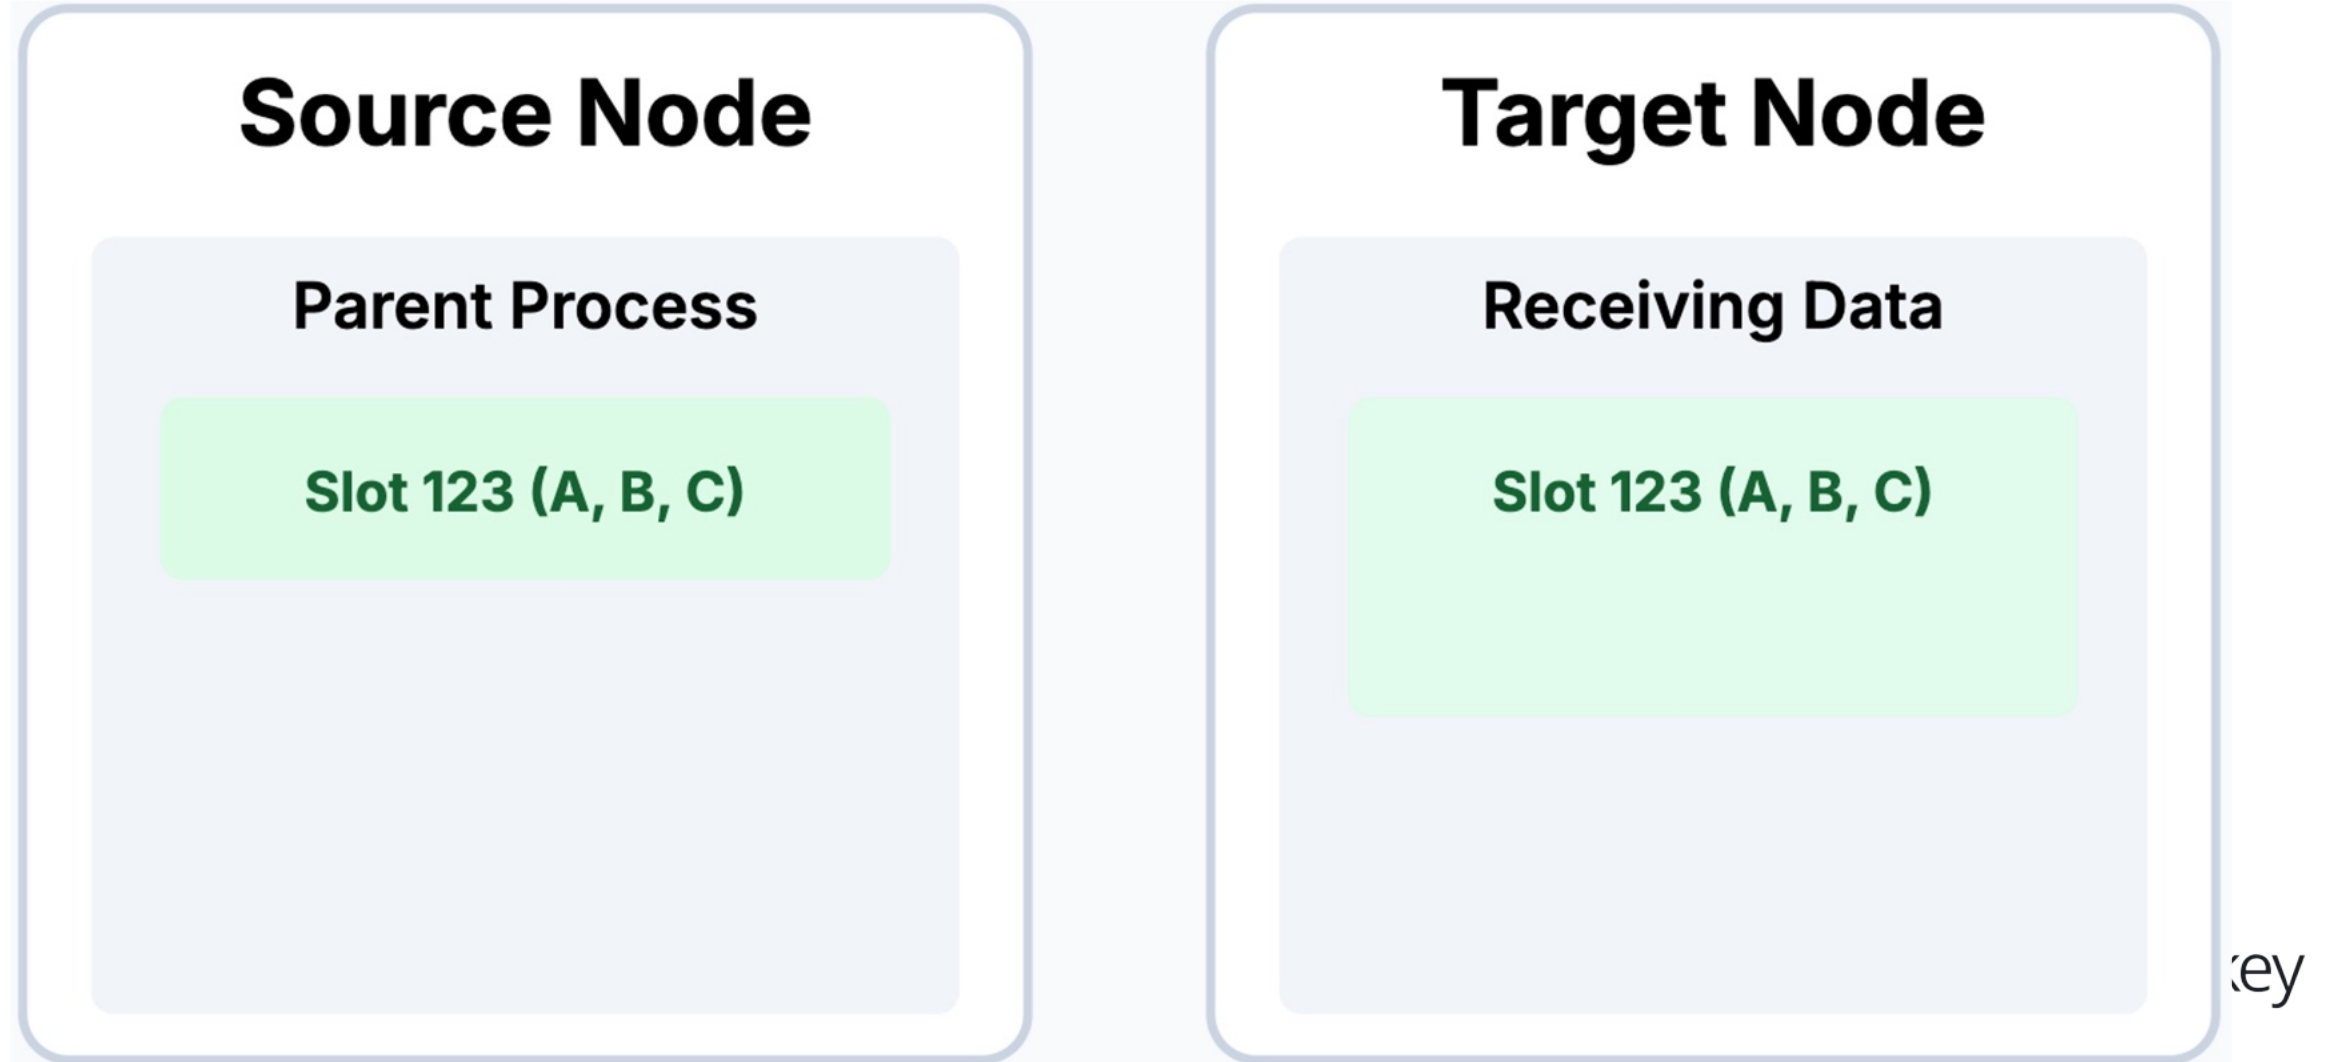 Source Node
Parent Process
Slot 123 (A, B, C)
Target Node
Receiving Data
Slot 123 (A, B, C)